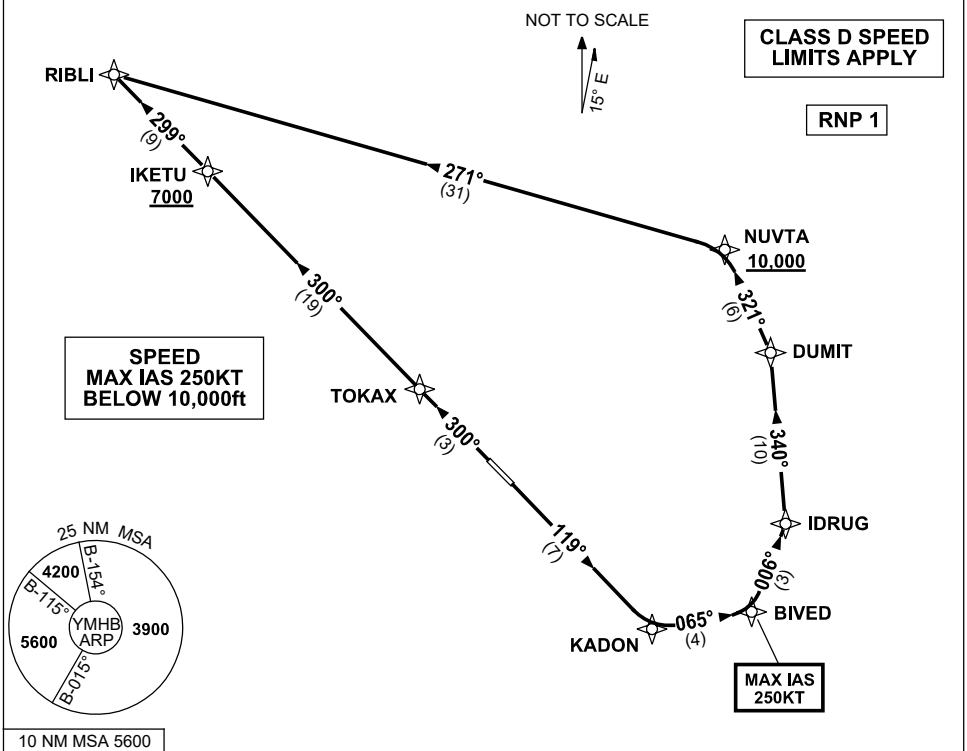 NOT TO SCALE
15° E
CLASS D SPEED
LIMITS APPLY
RNP 1
RIBLI
299°
(9)
IKETU
7000
271°
(31)
NUVTA
10,000
321°
(6)
300°
(19)
DUMIT
SPEED
MAX IAS 250KT
BELOW 10,000ft
TOKAX
300°
(3)
340°
(10)
IDRUG
119°
(7)
006°
(3)
BIVED
065°
(4)
KADON
MAX IAS
250KT
25 NM MSA
B-154°
4200
B-115°
YMHB
ARP
3900
5600
B-015°
10 NM MSA 5600